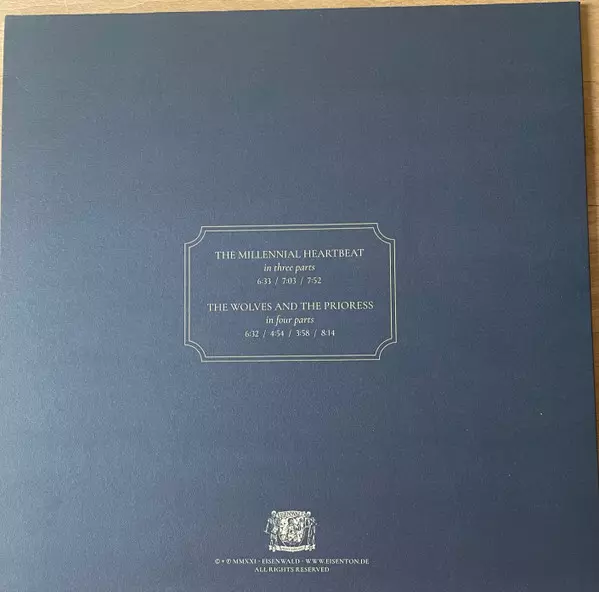 THE MILLENNIAL HEARTBEAT
in three parts
6:33 / 7:03 / 7:52
THE WOLVES AND THE PRIORESS
in four parts
6:32 / 4:54 / 3:58 / 8:14
EISENWALD
© + ℗ MMXXI - EISENWALD - WWW.EISENTON.DE
ALL RIGHTS RESERVED